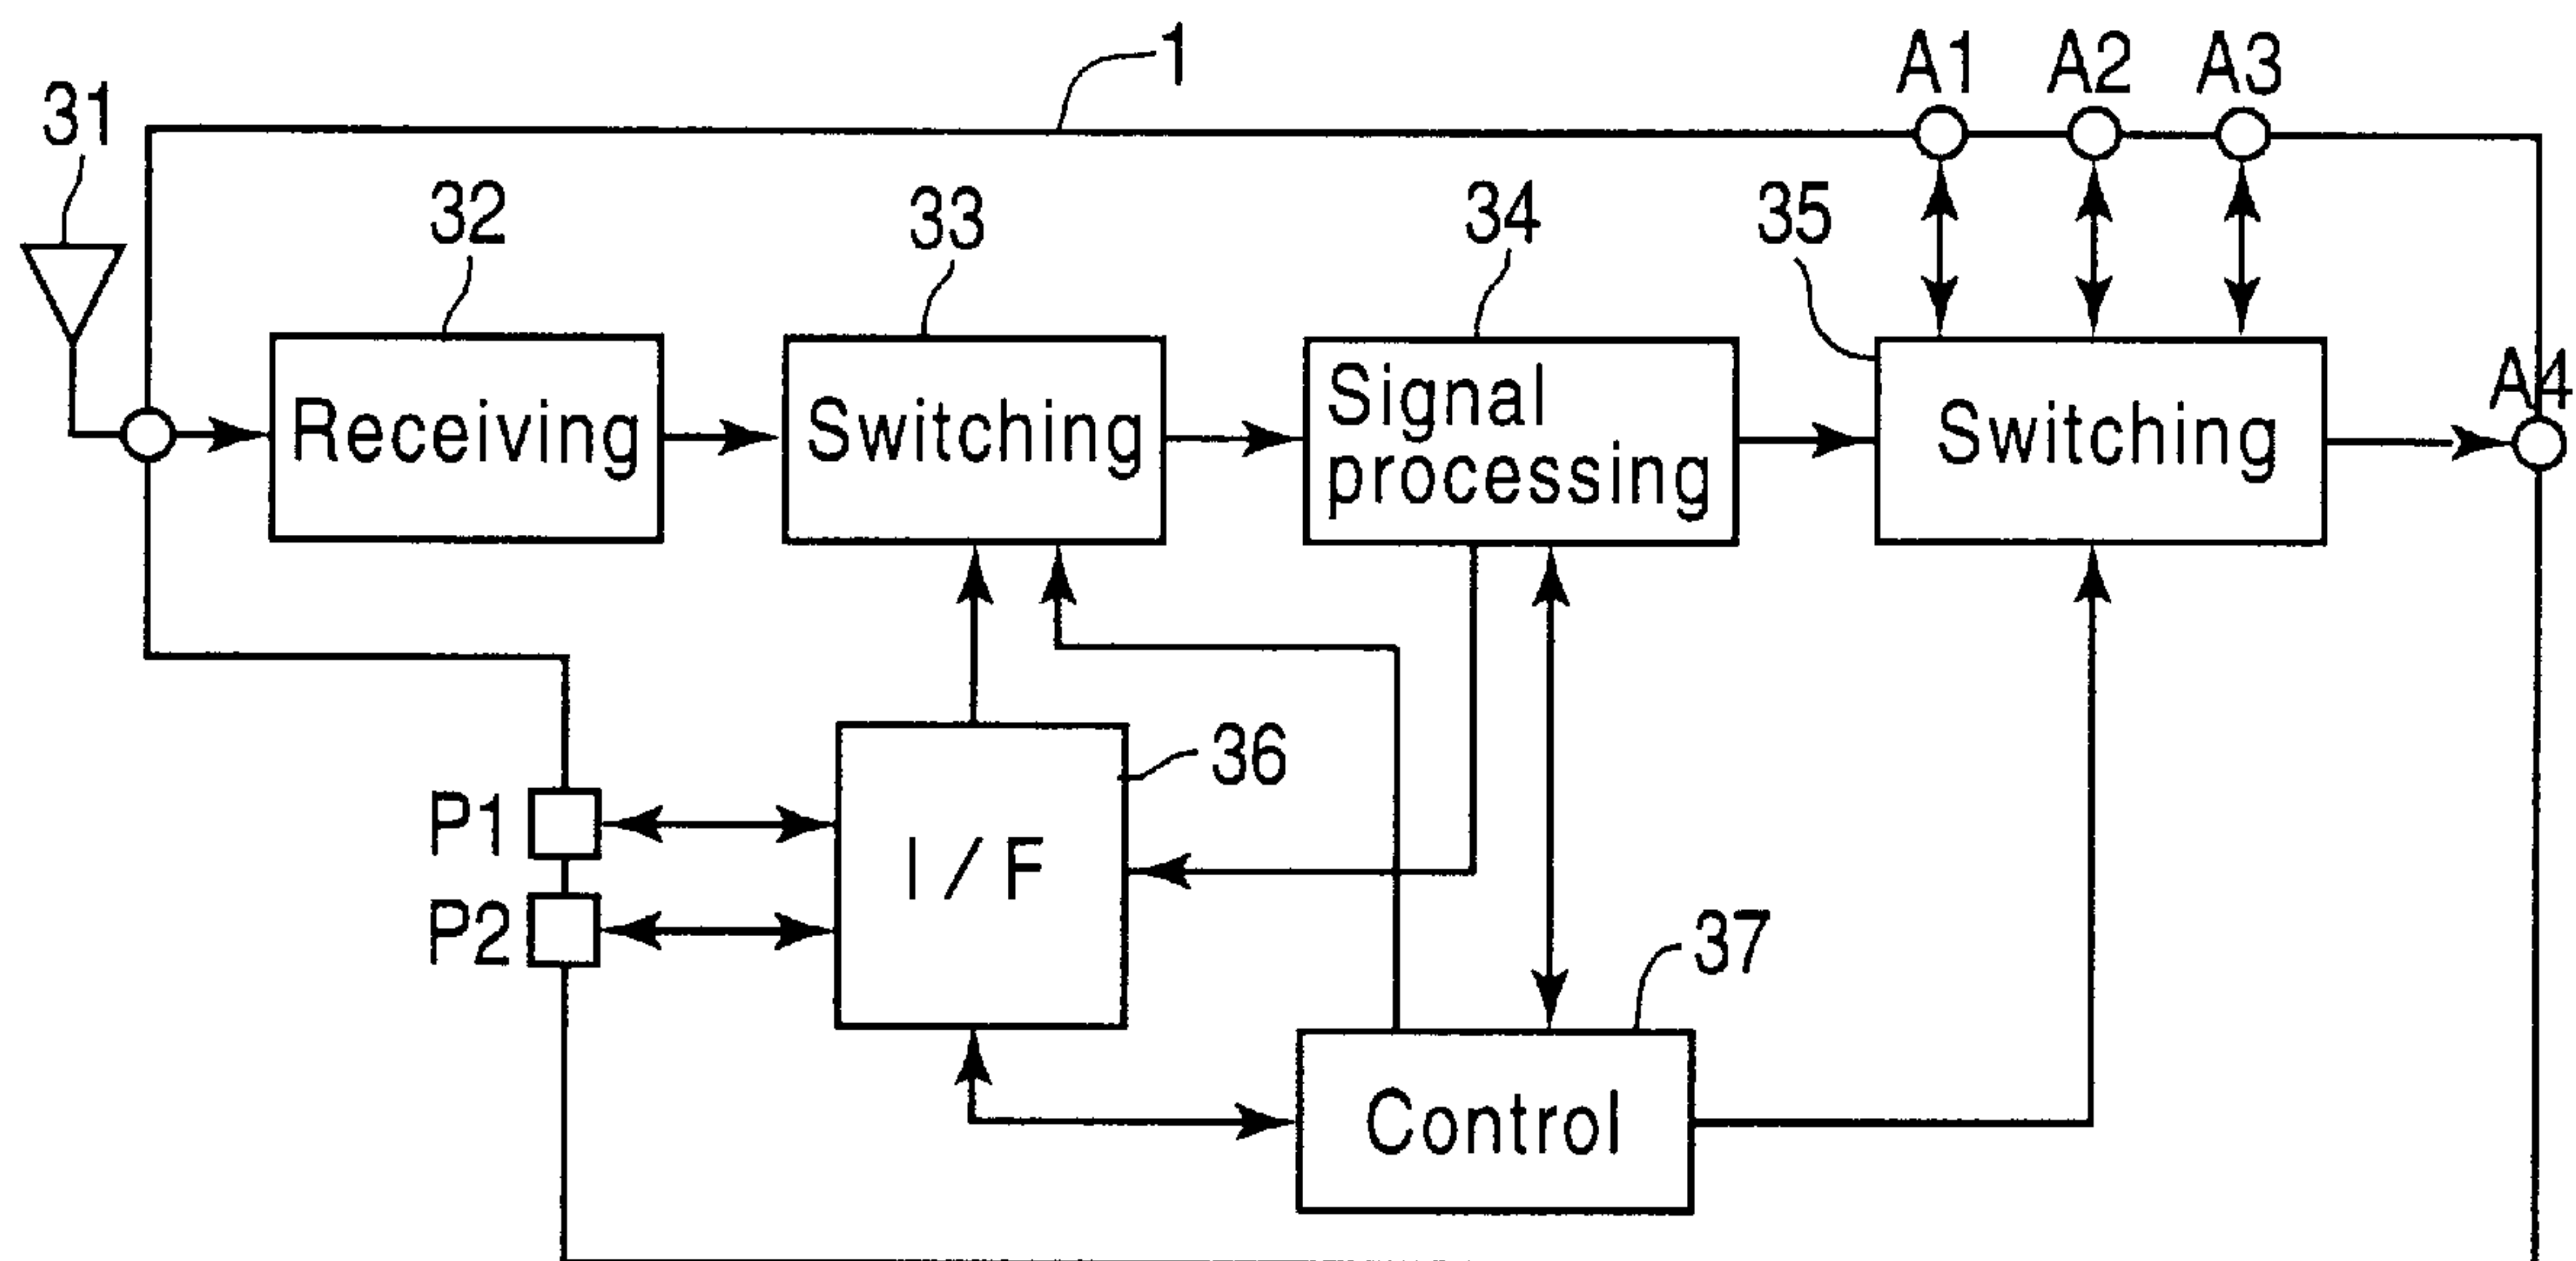 1
A1 A2 A3
31
32 33 34 35
A4
Receiving
Switching
Signal
processing
Switching
36
P1
I/F
P2
37
Control